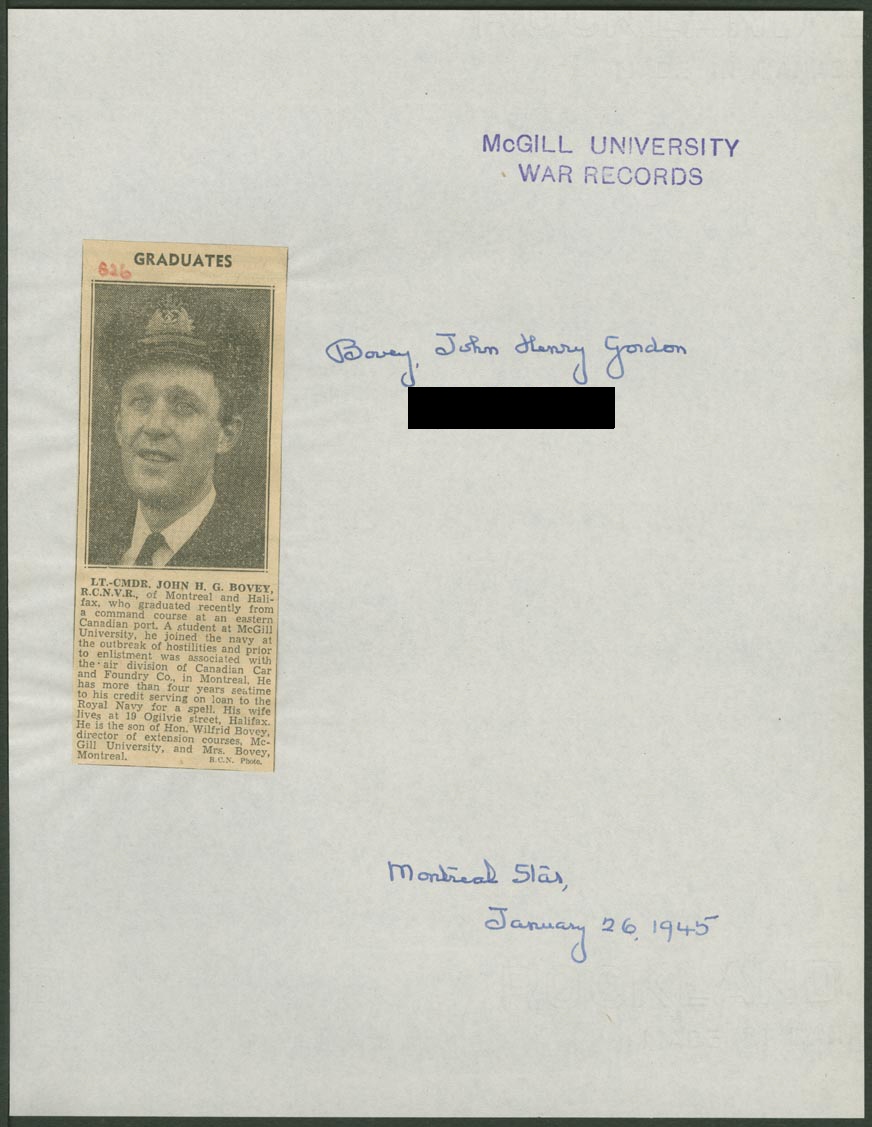 McGILL UNIVERSITY
WAR RECORDS
GRADUATES
826
Bovey, John Henry Gordon
LT.-CMDR. JOHN H. G. BOVEY,
R.C.N.V.R., of Montreal and Hali-
fax, who graduated recently from
a command course at an eastern
Canadian port. A student at McGill
University, he joined the navy at
the outbreak of hostilities and prior
to enlistment was associated with
the air division of Canadian Car
and Foundry Co., in Montreal. He
has more than four years seatime
to his credit serving on loan to the
Royal Navy for a spell. His wife
lives at 19 Ogilvie street, Halifax.
He is the son of Hon. Wilfrid Bovey,
director of extension courses, Mc-
Gill University, and Mrs. Bovey,
Montreal. R.C.N. Photo.
Montreal Star,
January 26, 1945